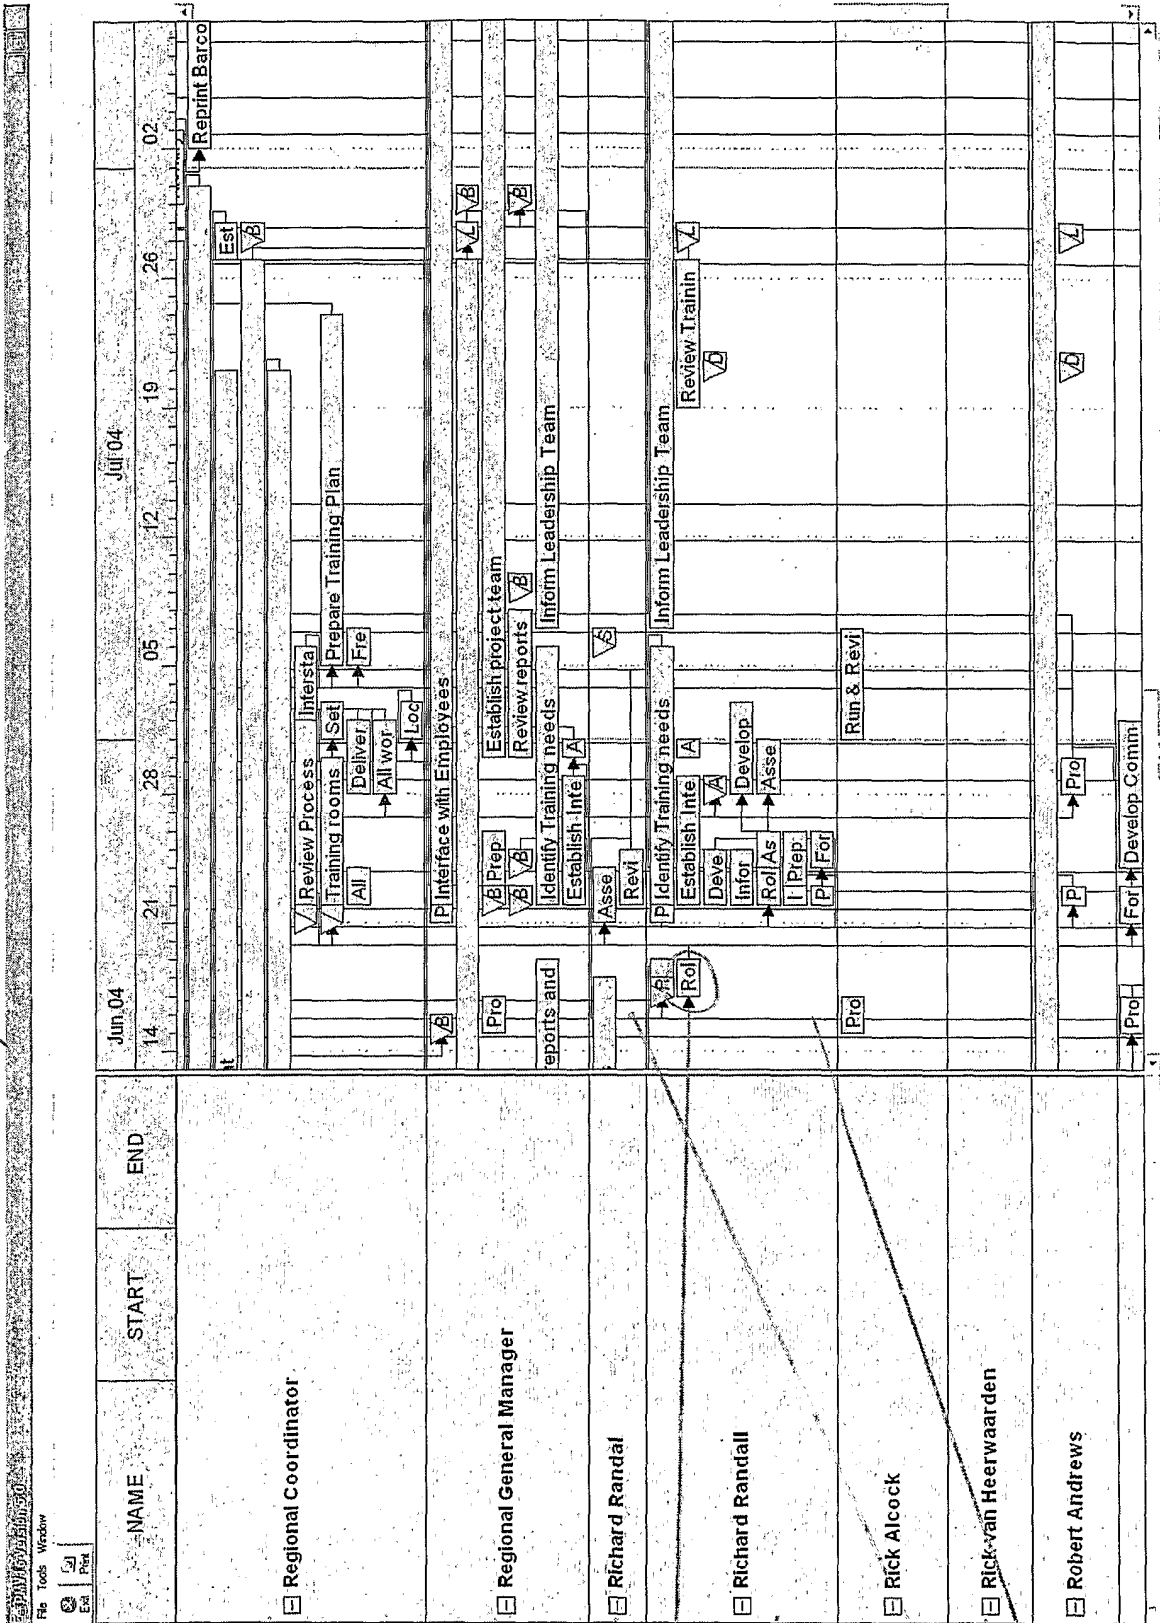 File Tools Window
Exit Print
NAME START END
Jun 04 Jul 04
14 21 28 05 12 19 26 02
Regional Coordinator
Reprint Barco
Est
B
Review Process Intersta
Training rooms Set Prepare Training Plan
All Deliver Fre
All wor
Loc
Regional General Manager
P Interface with Employees
B L B
Pro B Prep Establish project team
B B Review reports B B
eports and Identify Training needs Inform Leadership Team
Establish Inte A
Richard Randal
Asse S
Revi
Richard Randall
R P Identify Training needs Inform Leadership Team
Rol Establish Inte A Review Trainin L
Deve A D
Infor Develop
Rol As Asse
I Prep
P For
Rick Alcock
Pro Run & Revi
Rick van Heerwaarden
Robert Andrews
P Pro D L
Pro For Develop Comm